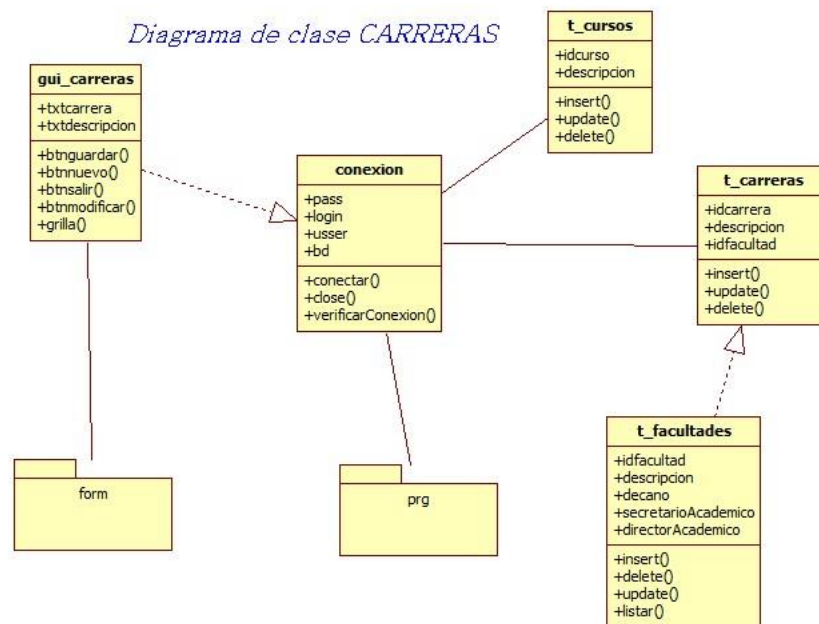 Diagrama de clase CARRERAS
gui_carreras
+txtcarrera
+txtdescripcion
+btnguardar()
+btnnuevo()
+btnsalir()
+btnmodificar()
+grilla()
conexion
+pass
+login
+usser
+bd
+conectar()
+close()
+verificarConexion()
t_cursos
+idcurso
+descripcion
+insert()
+update()
+delete()
t_carreras
+idcarrera
+descripcion
+idfacultad
+insert()
+update()
+delete()
t_facultades
+idfacultad
+descripcion
+decano
+secretarioAcademico
+directorAcademico
+insert()
+delete()
+update()
+listar()
form
prg